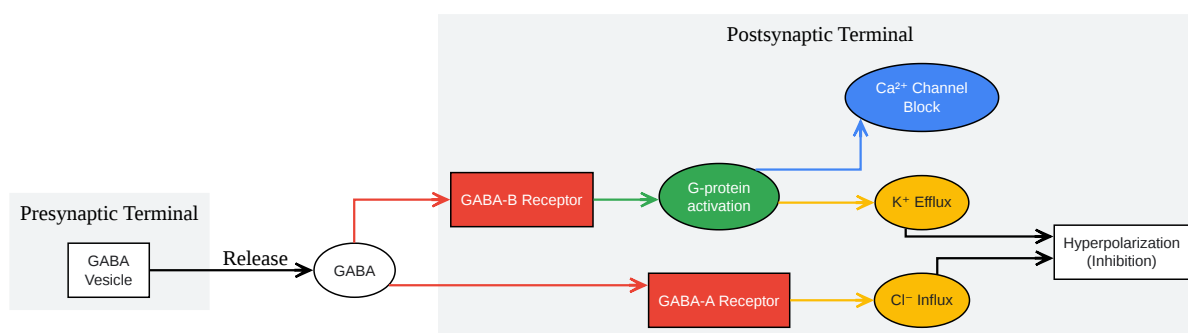 Postsynaptic Terminal
Ca²⁺ Channel
Block
GABA-B Receptor
G-protein
activation
K⁺ Efflux
Presynaptic Terminal
GABA
Vesicle
Release
GABA
Hyperpolarization
(Inhibition)
GABA-A Receptor
Cl⁻ Influx